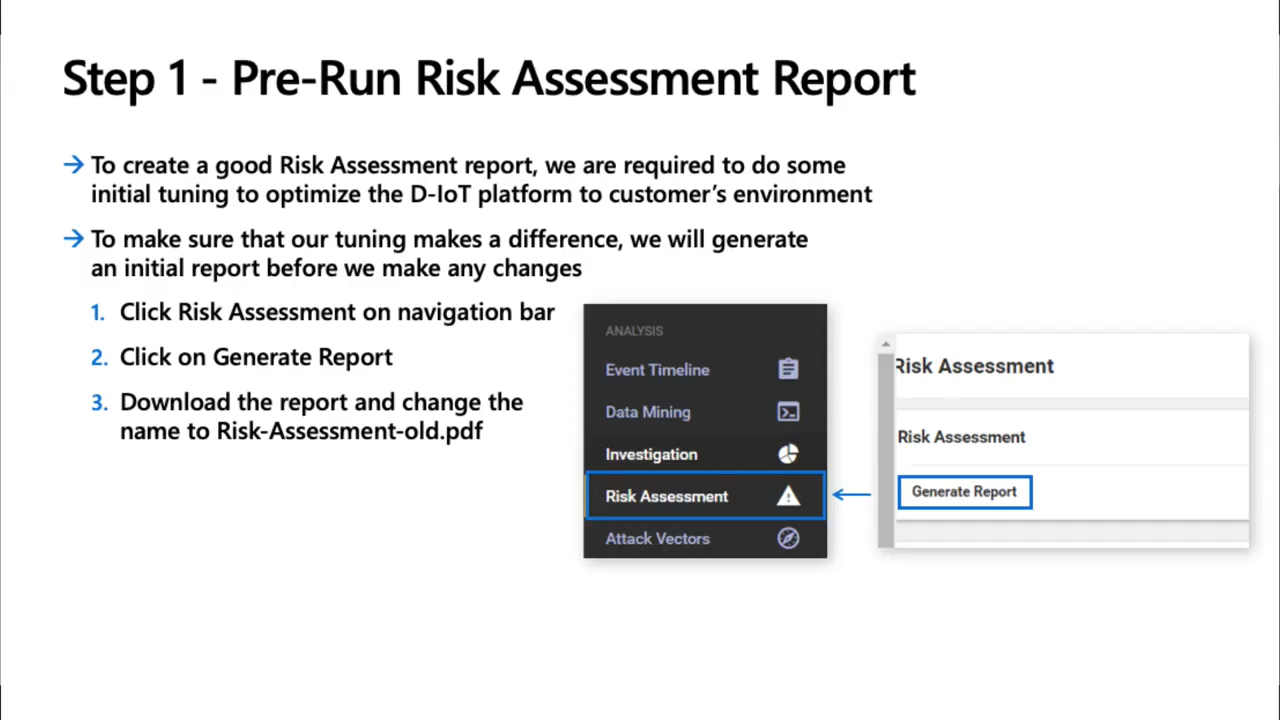 Step 1 - Pre-Run Risk Assessment Report
To create a good Risk Assessment report, we are required to do some
initial tuning to optimize the D-IoT platform to customer’s environment
To make sure that our tuning makes a difference, we will generate
an initial report before we make any changes
1. Click Risk Assessment on navigation bar
2. Click on Generate Report
3. Download the report and change the
name to Risk-Assessment-old.pdf
ANALYSIS
Event Timeline
Data Mining
Investigation
Risk Assessment
Attack Vectors
Risk Assessment
Risk Assessment
Generate Report